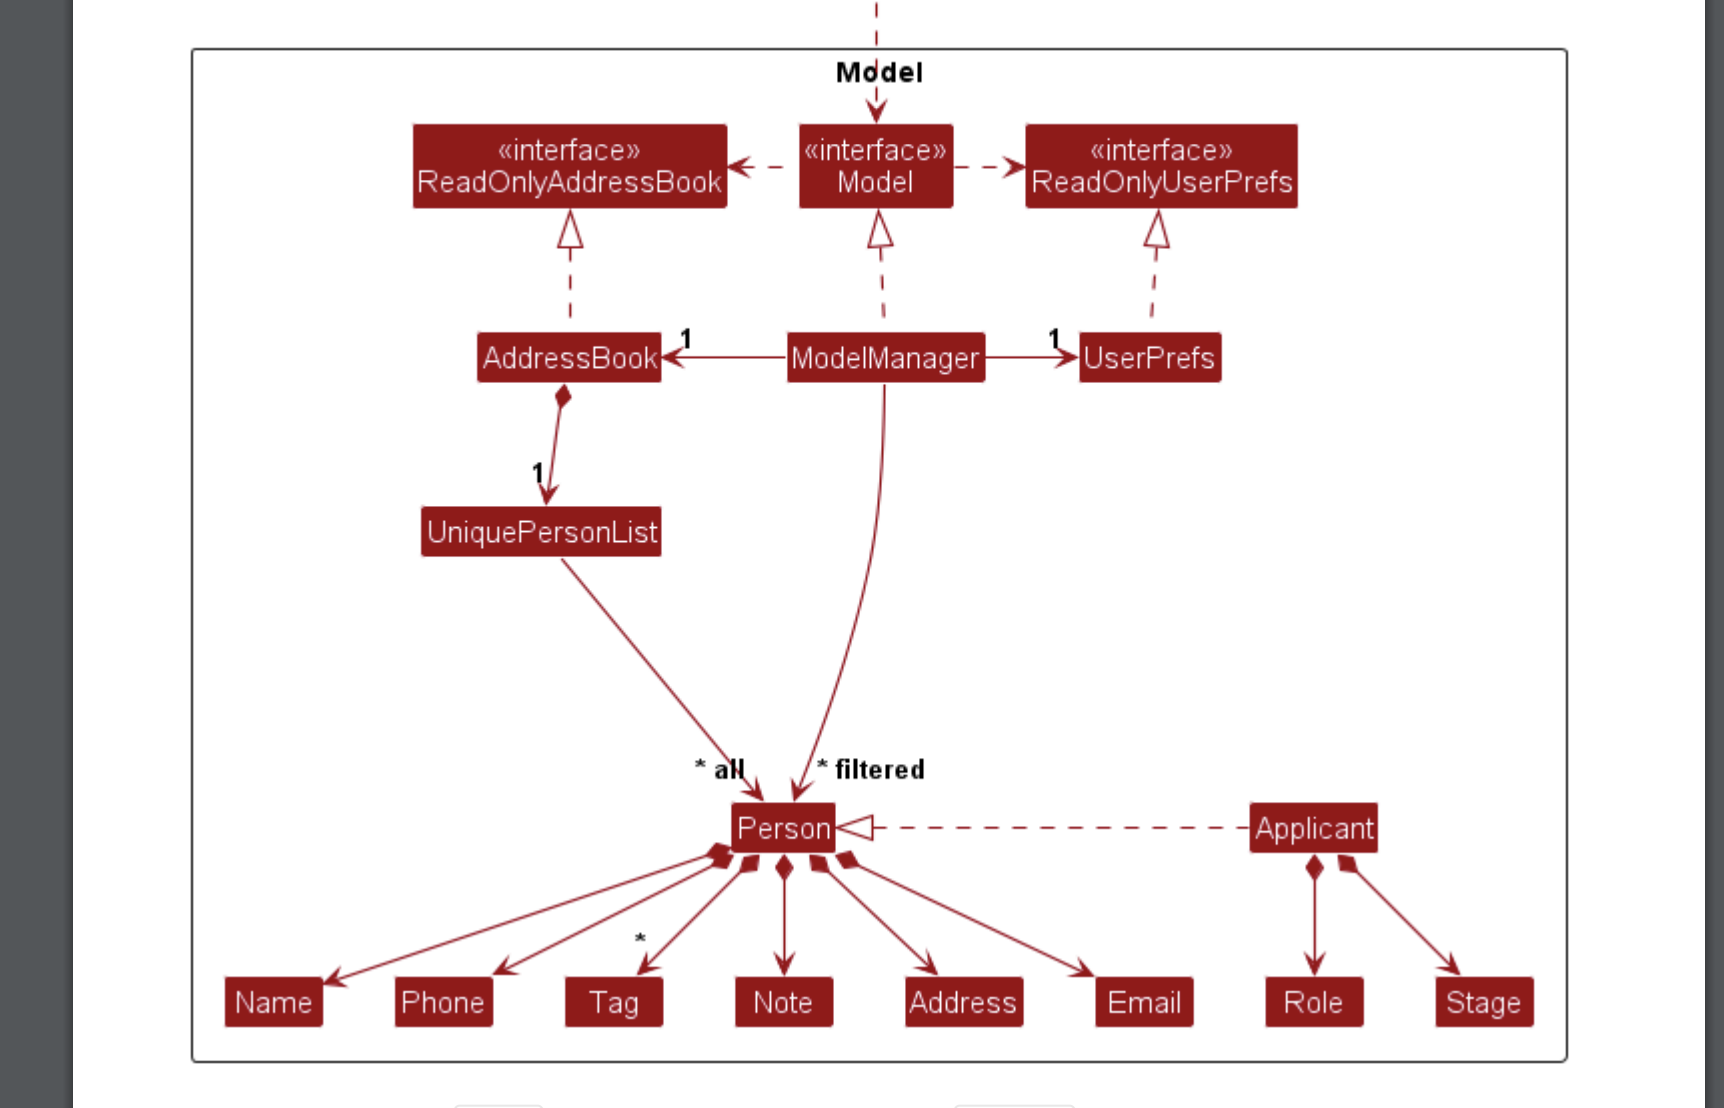 Model
«interface»
ReadOnlyAddressBook
«interface»
Model
«interface»
ReadOnlyUserPrefs
AddressBook
1
ModelManager
1
UserPrefs
1
UniquePersonList
* all
* filtered
Person
Applicant
*
Name
Phone
Tag
Note
Address
Email
Role
Stage